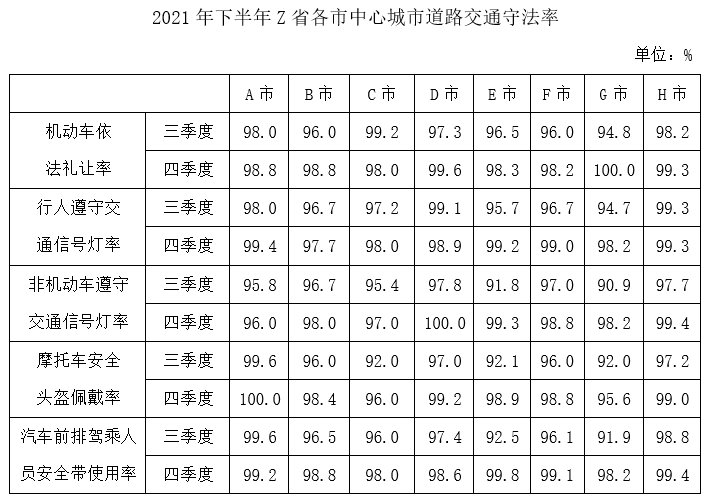 2021 年下半年 Z 省各市中心城市道路交通守法率
单位：%
A 市 B 市 C 市 D 市 E 市 F 市 G 市 H 市
机动车依 三季度 98.0 96.0 99.2 97.3 96.5 96.0 94.8 98.2
法礼让率 四季度 98.8 98.8 98.0 99.6 98.3 98.2 100.0 99.3
行人遵守交 三季度 98.0 96.7 97.2 99.1 95.7 96.7 94.7 99.3
通信号灯率 四季度 99.4 97.7 98.0 98.9 99.2 99.0 98.2 99.3
非机动车遵守 三季度 95.8 96.7 95.4 97.8 91.8 97.0 90.9 97.7
交通信号灯率 四季度 96.0 98.0 97.0 100.0 99.3 98.8 98.2 99.4
摩托车安全 三季度 99.6 96.0 92.0 97.0 92.1 96.0 92.0 97.2
头盔佩戴率 四季度 100.0 98.4 96.0 99.2 98.9 98.8 95.6 99.0
汽车前排驾乘人 三季度 99.6 96.5 96.0 97.4 92.5 96.1 91.9 98.8
员安全带使用率 四季度 99.2 98.8 98.0 98.6 99.8 99.1 98.2 99.4